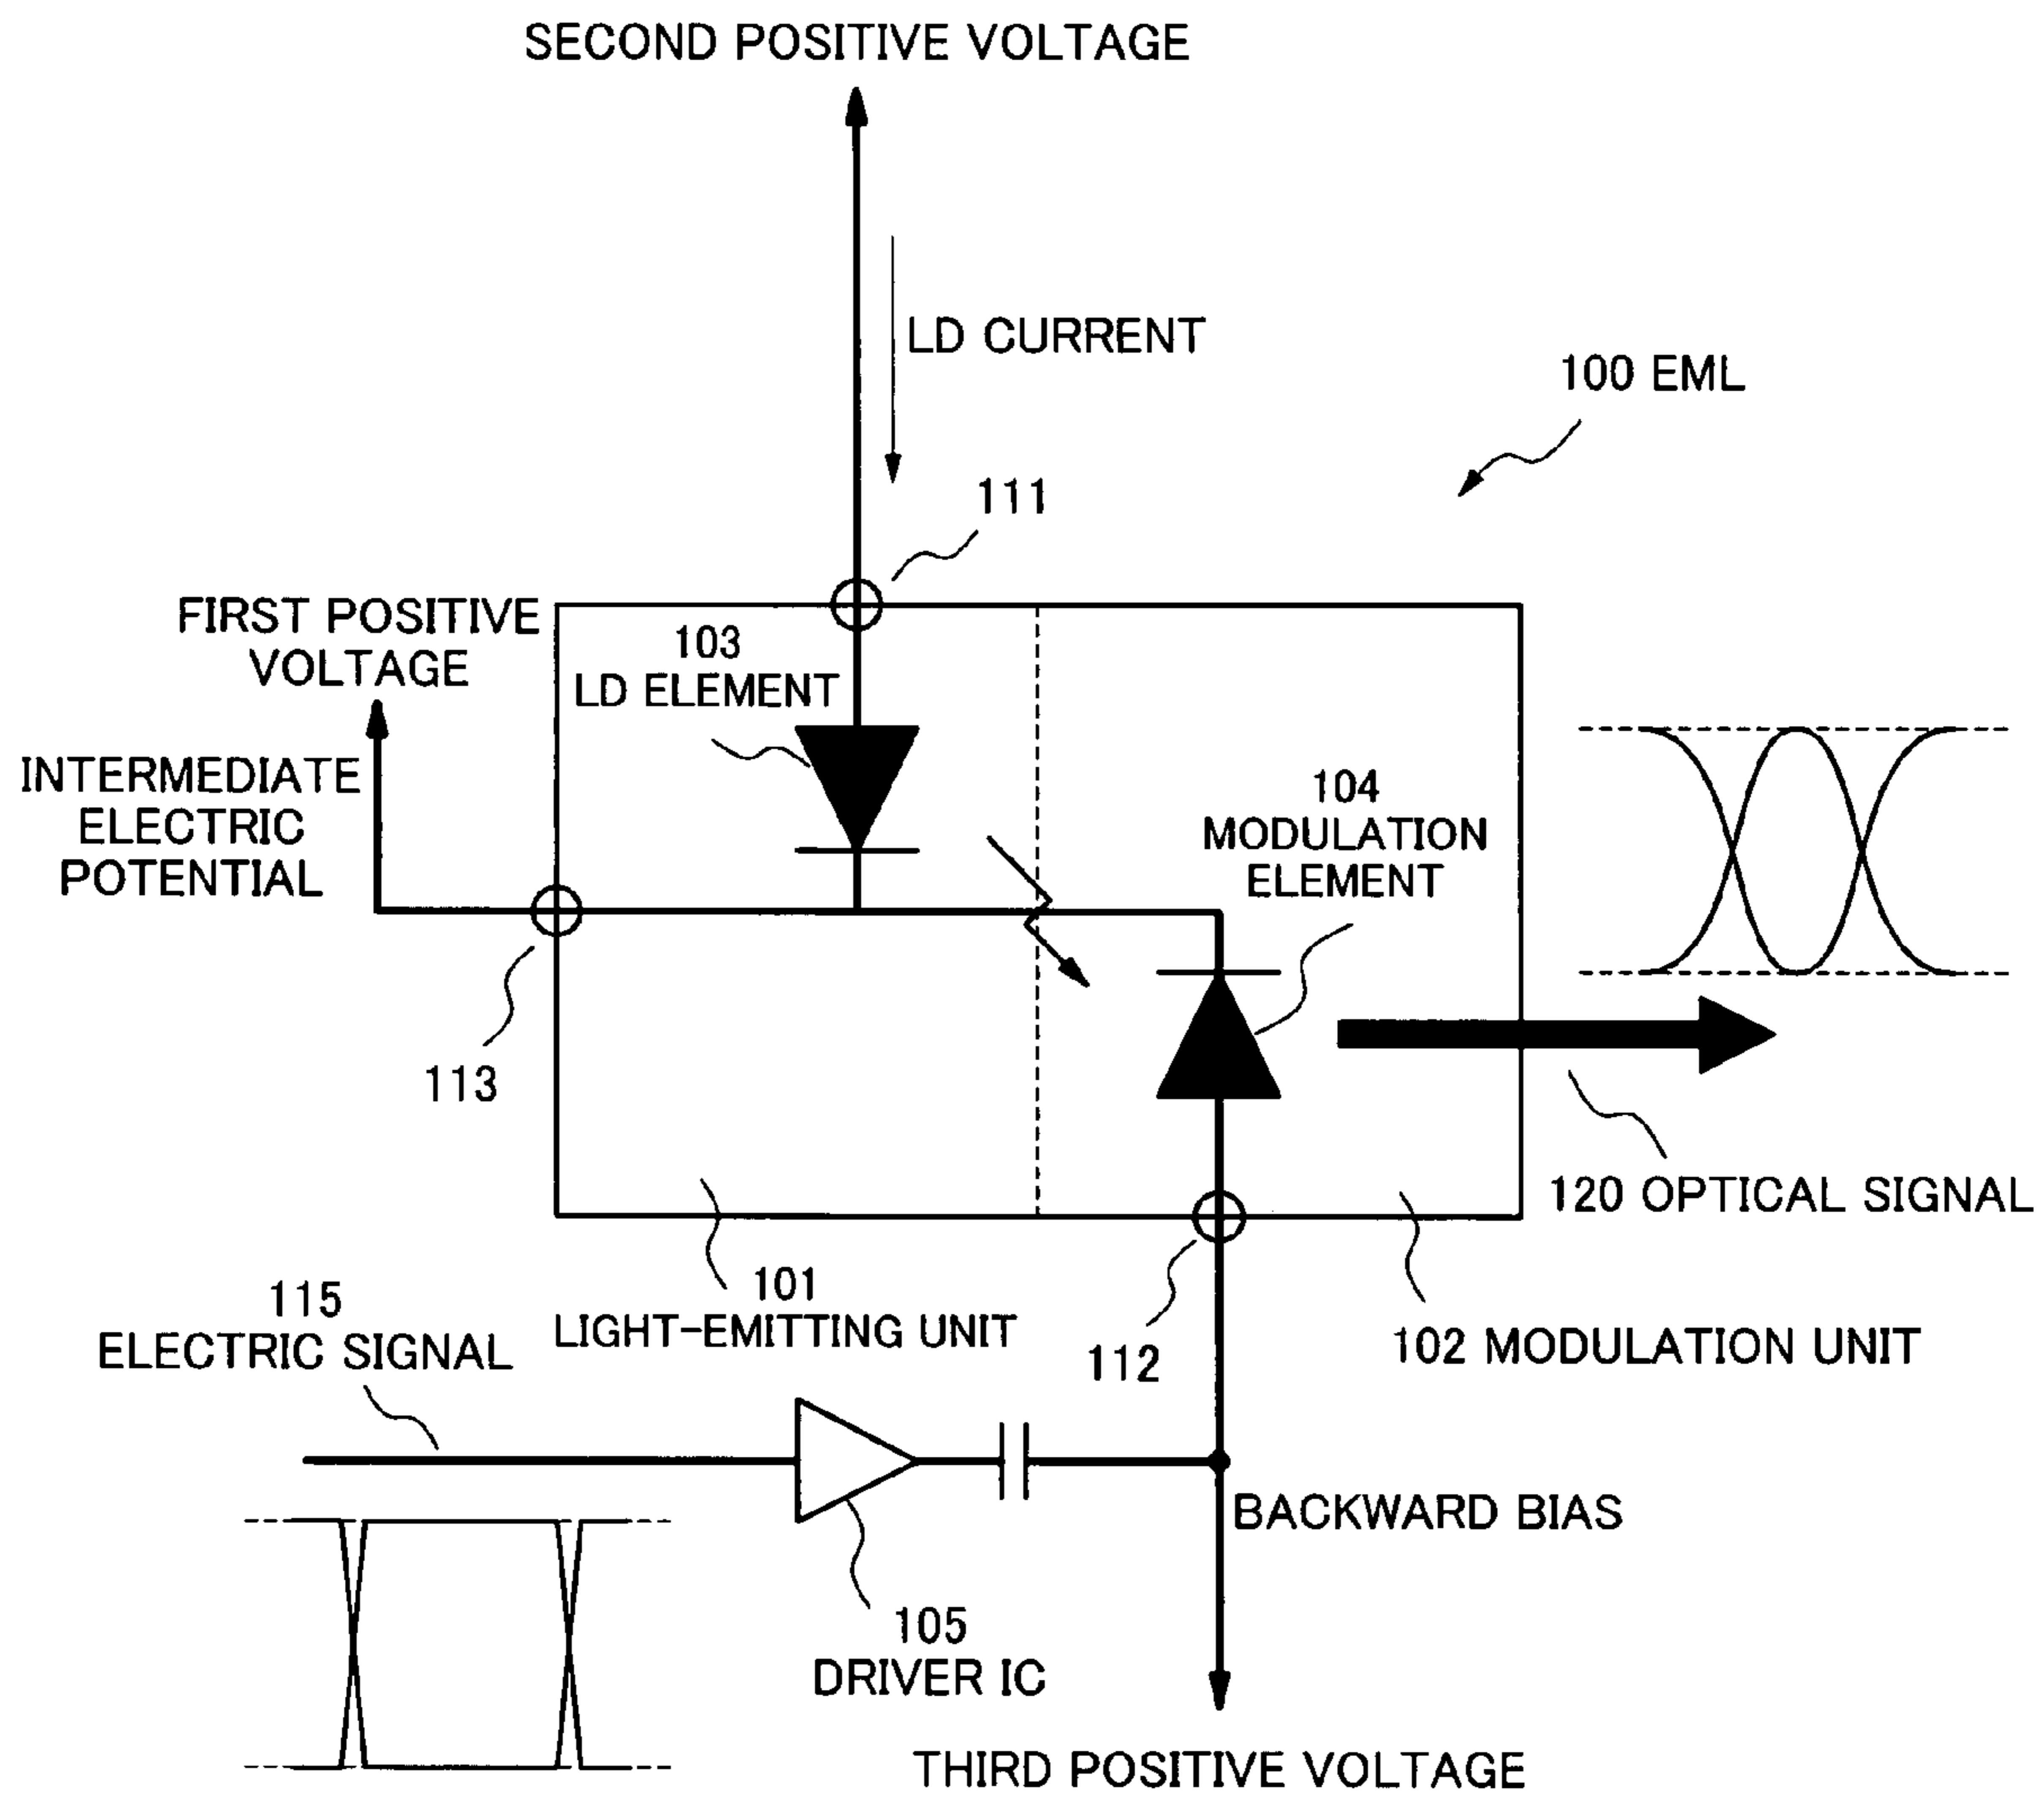 SECOND POSITIVE VOLTAGE
LD CURRENT
100 EML
111
FIRST POSITIVE
VOLTAGE
103
LD ELEMENT
INTERMEDIATE
ELECTRIC
POTENTIAL
104
MODULATION
ELEMENT
113
120 OPTICAL SIGNAL
101
LIGHT-EMITTING UNIT
115
ELECTRIC SIGNAL
112
102 MODULATION UNIT
BACKWARD BIAS
105
DRIVER IC
THIRD POSITIVE VOLTAGE